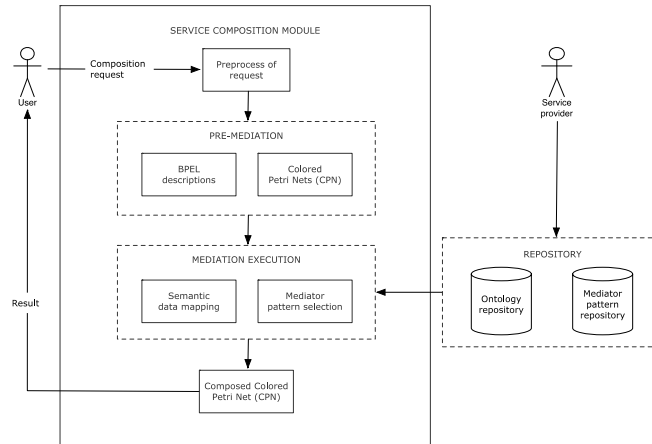 SERVICE COMPOSITION MODULE
User
Composition
request
Preprocess of
request
Service
provider
PRE-MEDIATION
BPEL
descriptions
Colored
Petri Nets (CPN)
MEDIATION EXECUTION
Semantic
data mapping
Mediator
pattern selection
REPOSITORY
Ontology
repository
Mediator
pattern
repository
Result
Composed Colored
Petri Net (CPN)